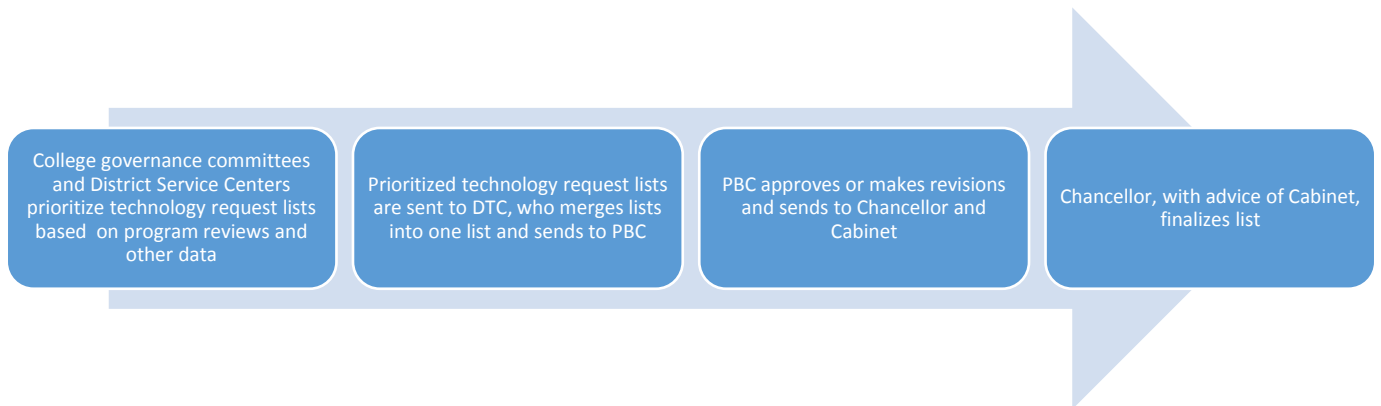 College governance committees
and District Service Centers
prioritize technology request lists
based  on program reviews and
other data
Prioritized technology request lists
are sent to DTC, who merges lists
into one list and sends to PBC
PBC approves or makes revisions
and sends to Chancellor and
Cabinet
Chancellor, with advice of Cabinet,
finalizes list